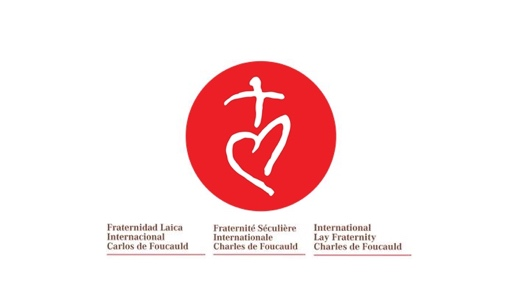 Fraternidad Laica
Internacional
Carlos de Foucauld
Fraternité Séculière
Internationale
Charles de Foucauld
International
Lay Fraternity
Charles de Foucauld